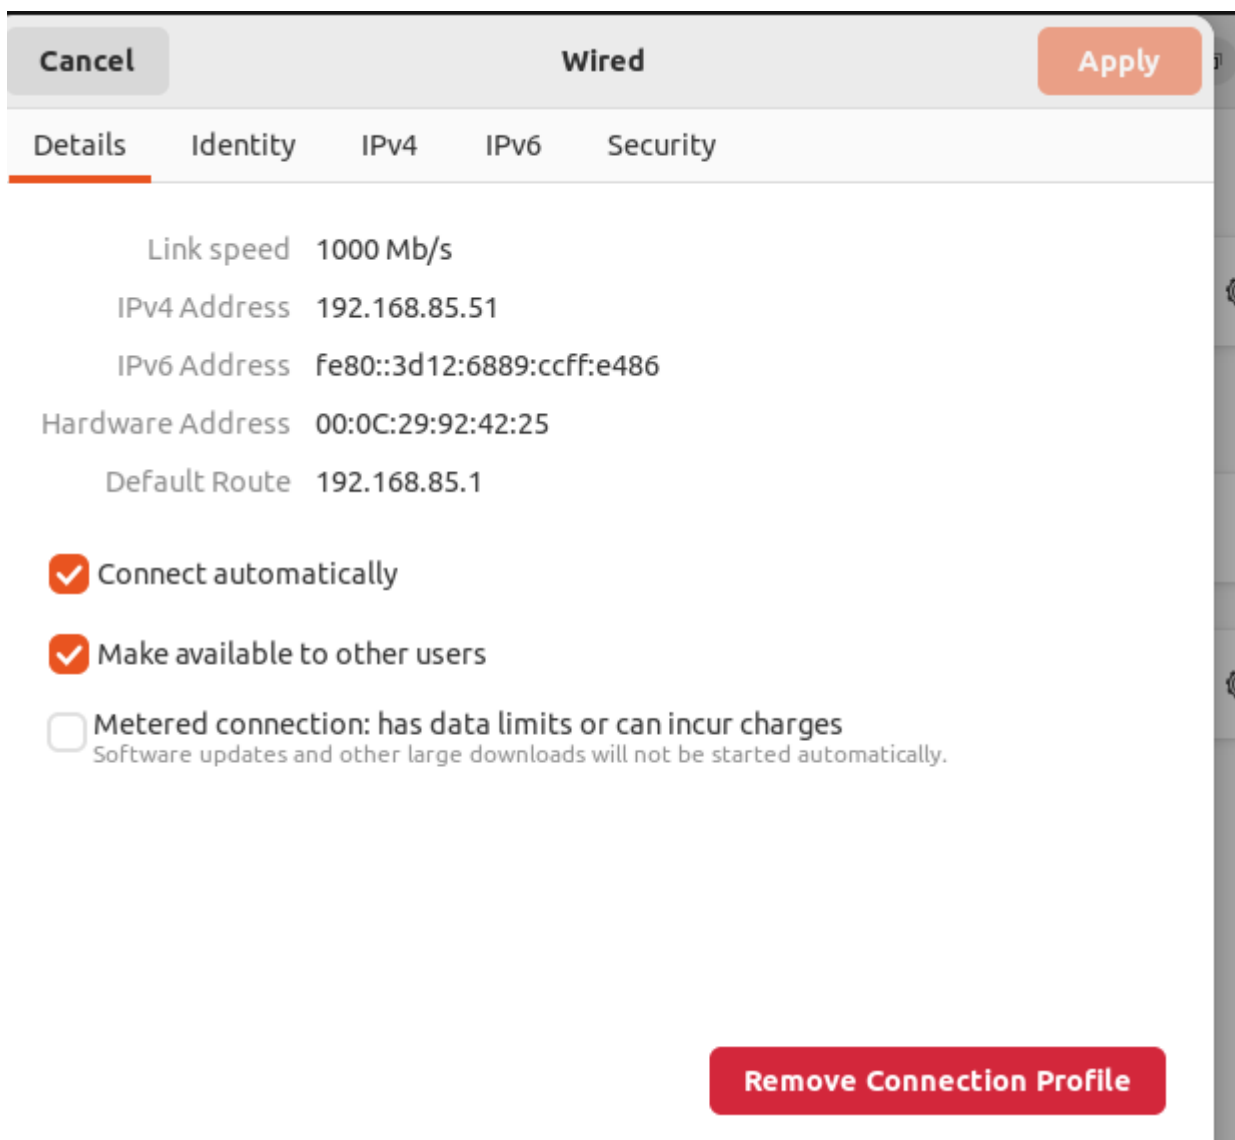 Cancel Wired Apply
Details Identity IPv4 IPv6 Security
Link speed 1000 Mb/s
IPv4 Address 192.168.85.51
IPv6 Address fe80::3d12:6889:ccff:e486
Hardware Address 00:0C:29:92:42:25
Default Route 192.168.85.1
Connect automatically
Make available to other users
Metered connection: has data limits or can incur charges
Software updates and other large downloads will not be started automatically.
Remove Connection Profile